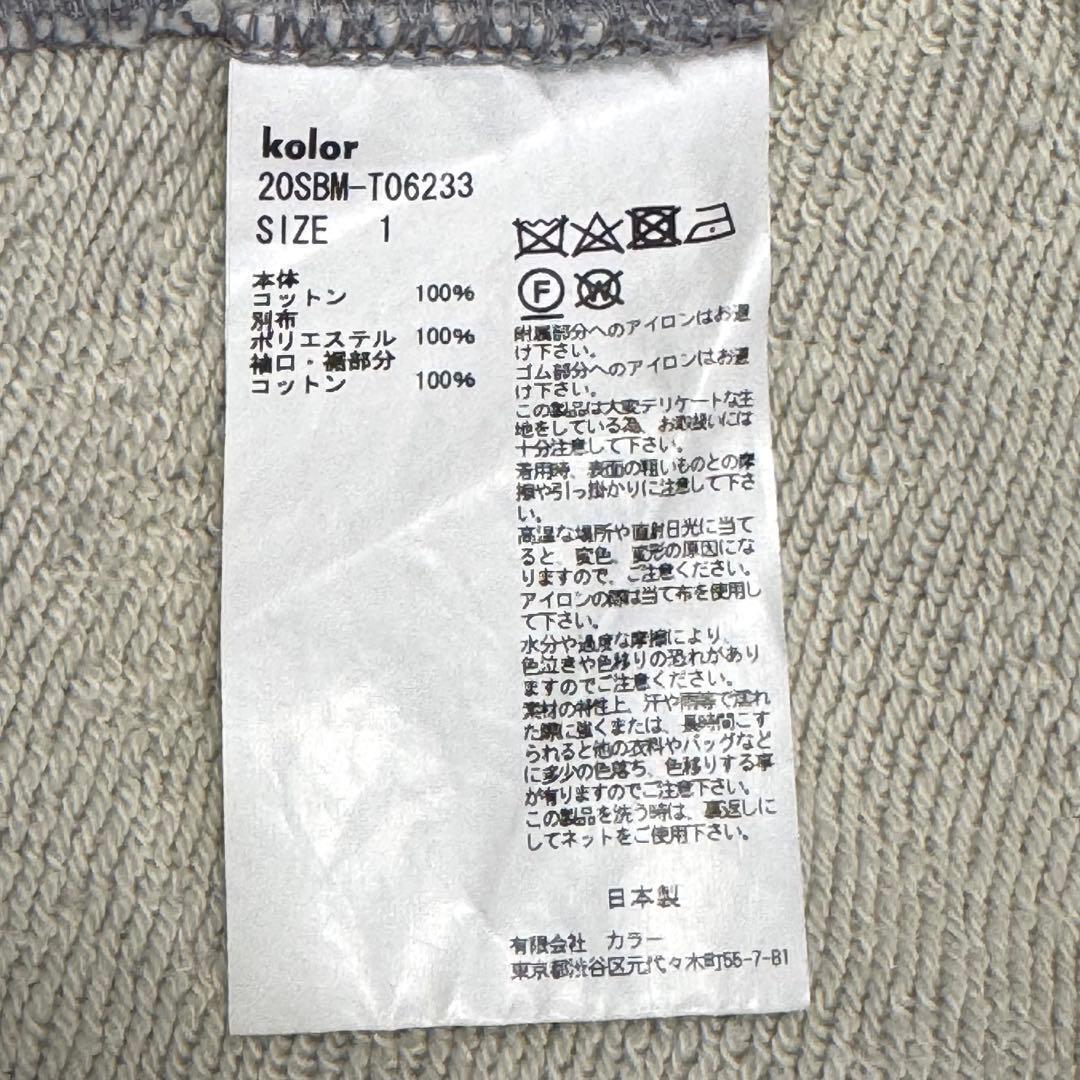 kolor
20SBM-T06233
SIZE 1
本体
コットン 100%
別布
ポリエステル 100%
袖口・裾部分
コットン 100%
F
W
附属部分へのアイロンはお避
け下さい。
ゴム部分へのアイロンはお避
け下さい。
この製品は大変デリケートな生
地をしている為、お取扱いには
十分注意して下さい。
着用時、表面の粗いものとの摩
擦や引っ掛かりに注意して下さ
い。
高温な場所や直射日光に当て
ると、変色、変形の原因にな
りますので、ご注意ください。
アイロンの際は当て布を使用し
て下さい。
水分や過度な摩擦により、
色泣きや色移りの恐れがあり
ますのでご注意ください。
素材の特性上、汗や雨等で濡れ
た際に強くまたは、長時間こす
られると他の衣料やバッグなど
に多少の色落ち、色移りする事
が有りますのでご注意下さい。
この製品を洗う時は、裏返しに
してネットをご使用下さい。
日本製
有限会社 カラー
東京都渋谷区元代々木町55-7-B1